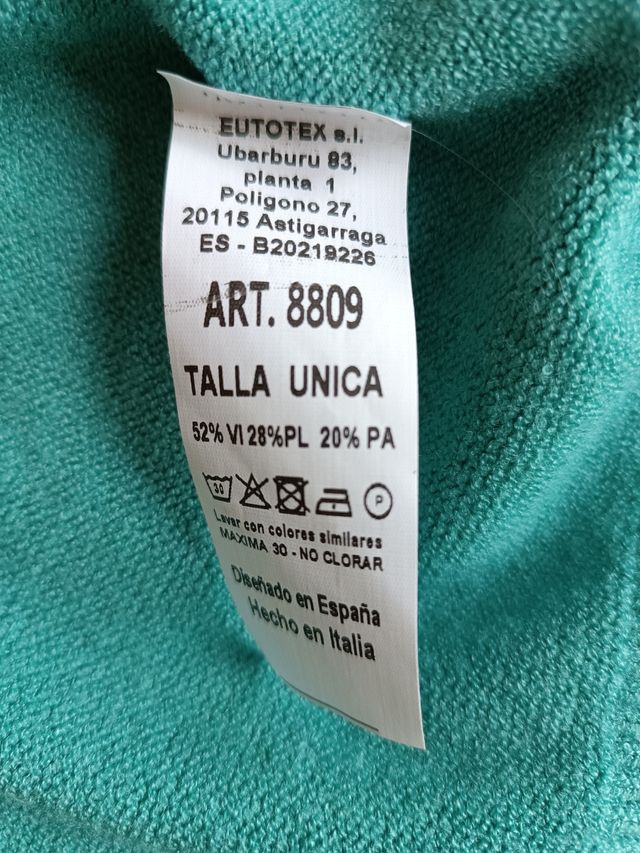 EUTOTEX s.l.
Ubarburu 83,
planta 1
Poligono 27,
20115 Astigarraga
ES - B20219226
ART. 8809
TALLA UNICA
52% VI 28%PL 20% PA
30 P
Lavar con colores similares
MAXIMA 30 - NO CLORAR
Diseñado en España
Hecho en Italia